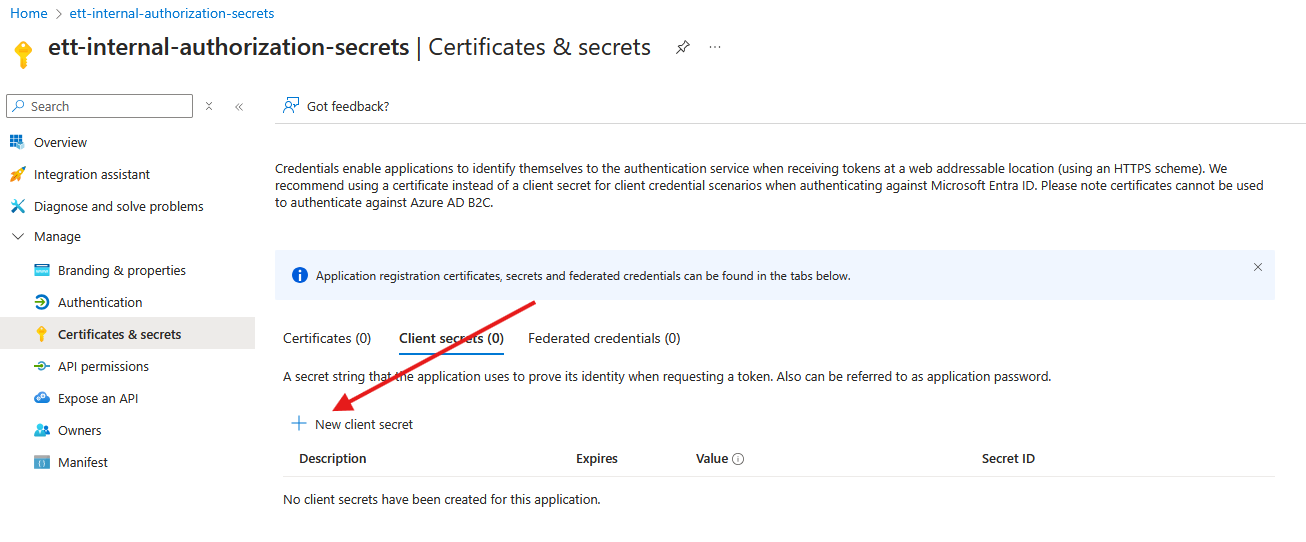 Home > ett-internal-authorization-secrets
ett-internal-authorization-secrets | Certificates & secrets
Search
Got feedback?
Overview
Integration assistant
Diagnose and solve problems
Manage
Branding & properties
Authentication
Certificates & secrets
API permissions
Expose an API
Owners
Manifest
Credentials enable applications to identify themselves to the authentication service when receiving tokens at a web addressable location (using an HTTPS scheme). We
recommend using a certificate instead of a client secret for client credential scenarios when authenticating against Microsoft Entra ID. Please note certificates cannot be used
to authenticate against Azure AD B2C.
Application registration certificates, secrets and federated credentials can be found in the tabs below.
Certificates (0) Client secrets (0) Federated credentials (0)
A secret string that the application uses to prove its identity when requesting a token. Also can be referred to as application password.
New client secret
Description Expires Value Secret ID
No client secrets have been created for this application.